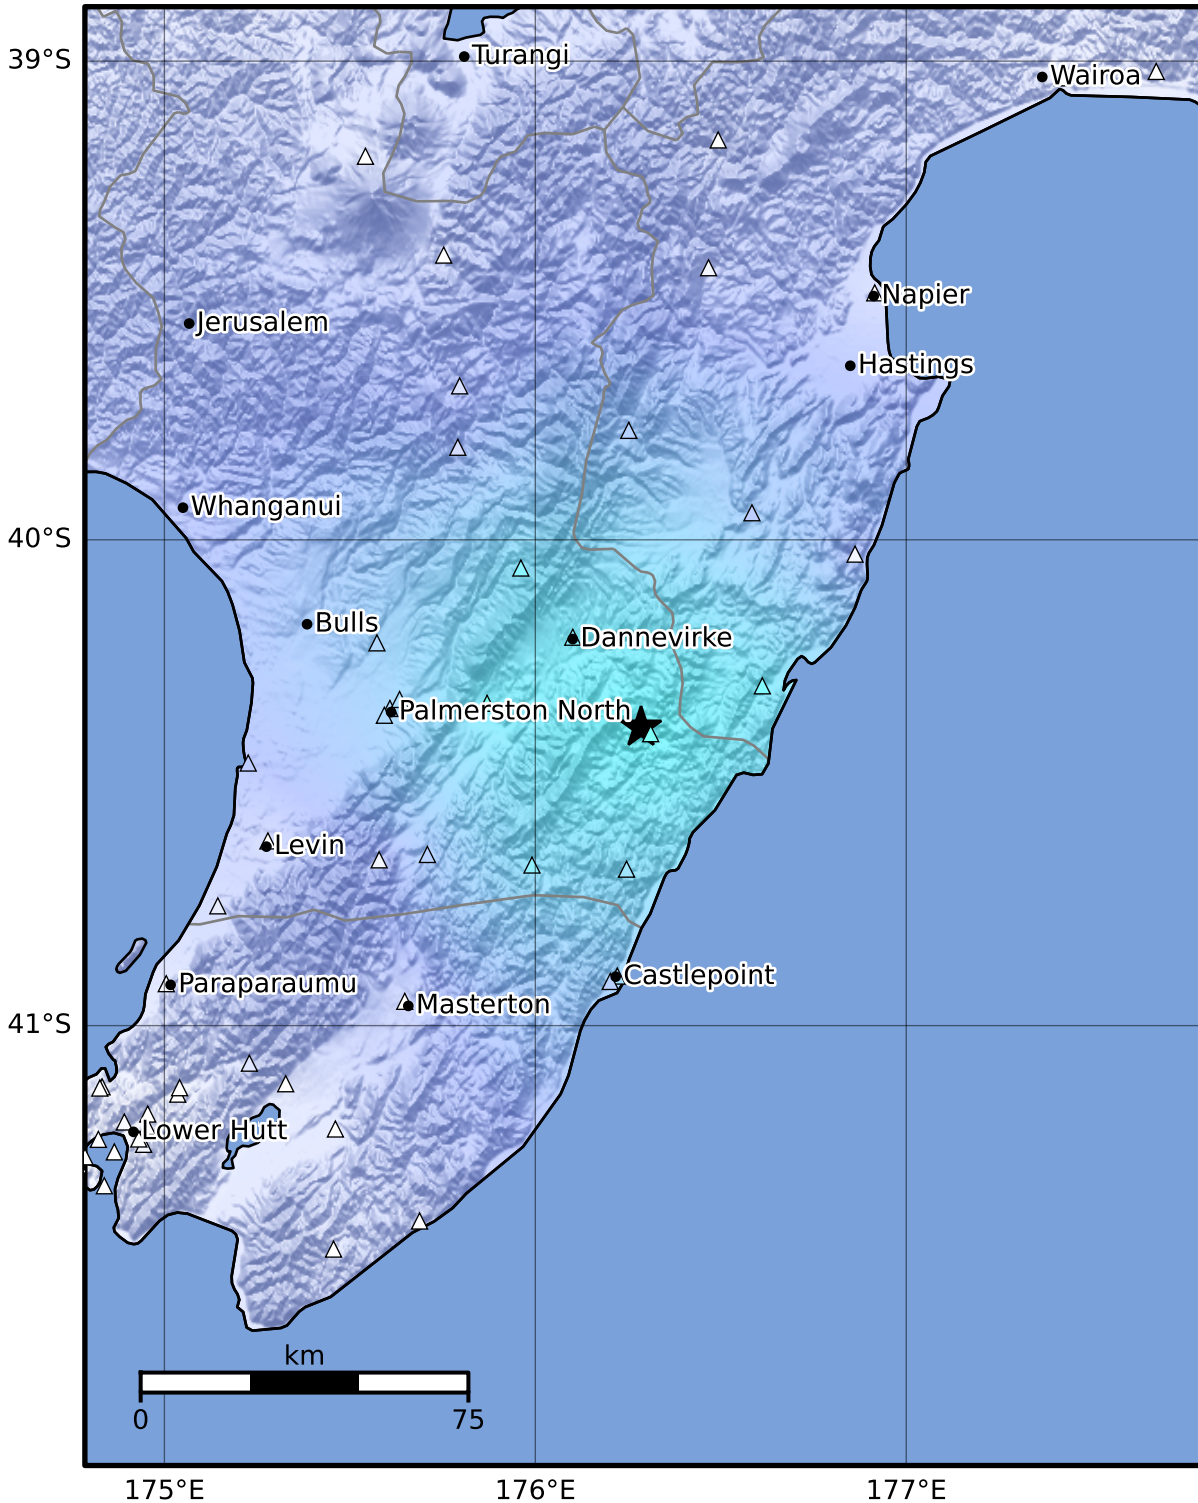 39°S
Turangi
Wairoa
Napier
Jerusalem
Hastings
Whanganui
40°S
Bulls
Dannevirke
Palmerston North
Levin
Castlepoint
Paraparaumu
Masterton
41°S
Lower Hutt
km
0 75
175°E 176°E 177°E